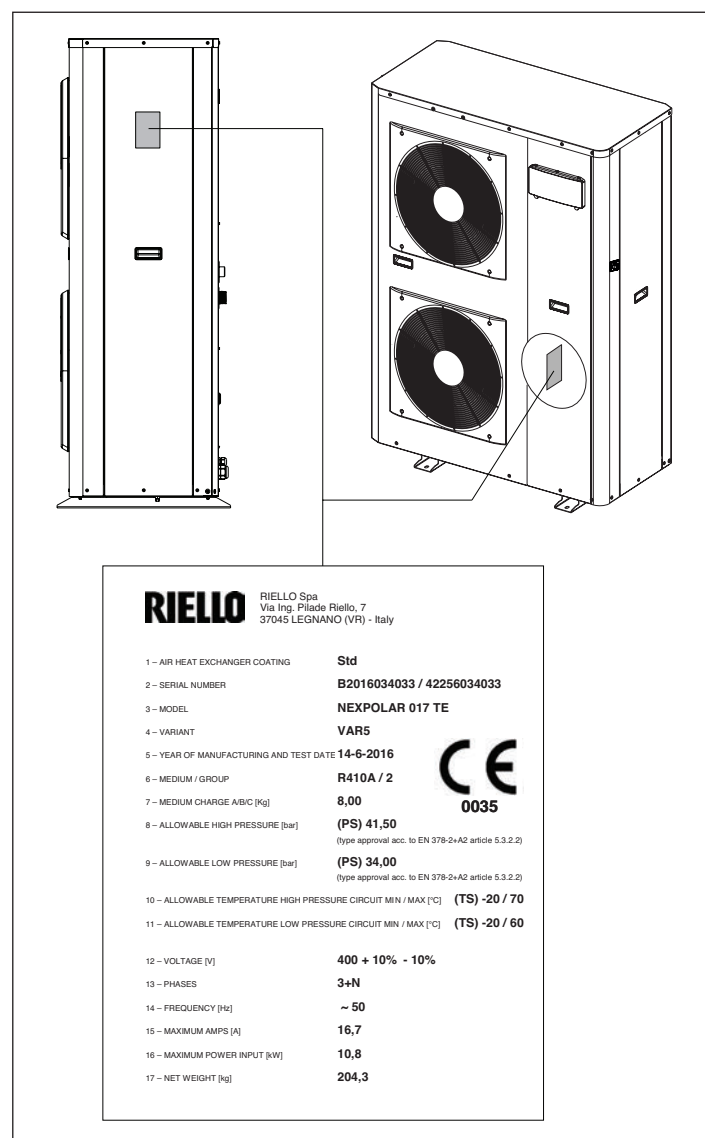 RIELLO
RIELLO Spa
Via Ing. Pilade Riello, 7
37045 LEGNANO (VR) - Italy
1 – AIR HEAT EXCHANGER COATING Std
2 – SERIAL NUMBER B2016034033 / 42256034033
3 – MODEL NEXPOLAR 017 TE
4 – VARIANT VAR5
5 – YEAR OF MANUFACTURING AND TEST DATE 14-6-2016
6 – MEDIUM / GROUP R410A / 2
7 – MEDIUM CHARGE A/B/C [Kg] 8,00
CE
0035
8 – ALLOWABLE HIGH PRESSURE [bar] (PS) 41,50
(type approval acc. to EN 378-2+A2 article 5.3.2.2)
9 – ALLOWABLE LOW PRESSURE [bar] (PS) 34,00
(type approval acc. to EN 378-2+A2 article 5.3.2.2)
10 – ALLOWABLE TEMPERATURE HIGH PRESSURE CIRCUIT MIN / MAX [°C] (TS) -20 / 70
11 – ALLOWABLE TEMPERATURE LOW PRESSURE CIRCUIT MIN / MAX [°C] (TS) -20 / 60
12 – VOLTAGE [V] 400 + 10% - 10%
13 – PHASES 3+N
14 – FREQUENCY [Hz] ~ 50
15 – MAXIMUM AMPS [A] 16,7
16 – MAXIMUM POWER INPUT [kW] 10,8
17 – NET WEIGHT [kg] 204,3